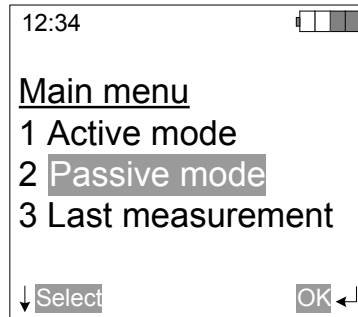 12:34
Main menu
1 Active mode
2 Passive mode
3 Last measurement
Select OK